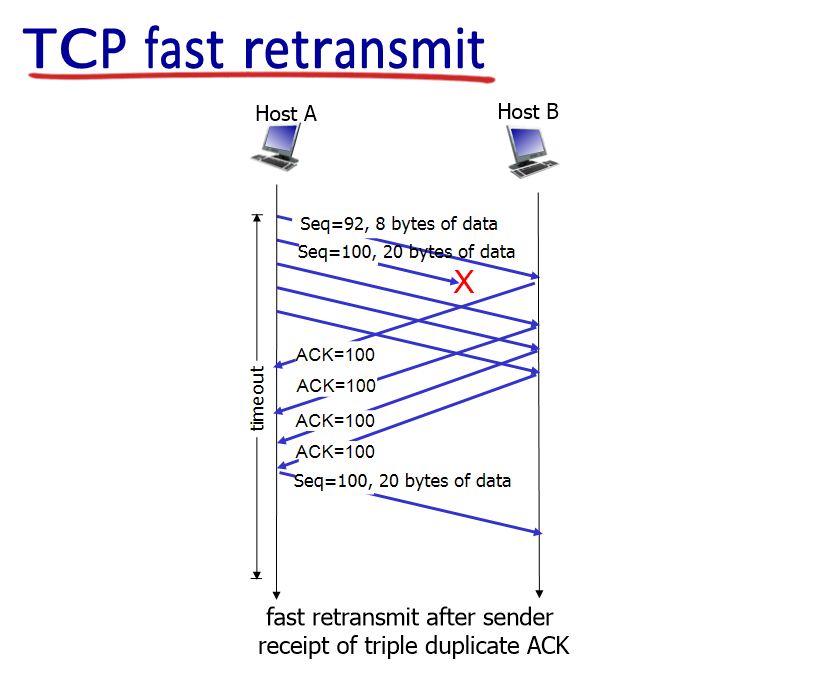 TCP fast retransmit
Host A
Host B
Seq=92, 8 bytes of data
Seq=100, 20 bytes of data
X
ACK=100
ACK=100
timeout
ACK=100
ACK=100
Seq=100, 20 bytes of data
fast retransmit after sender
receipt of triple duplicate ACK